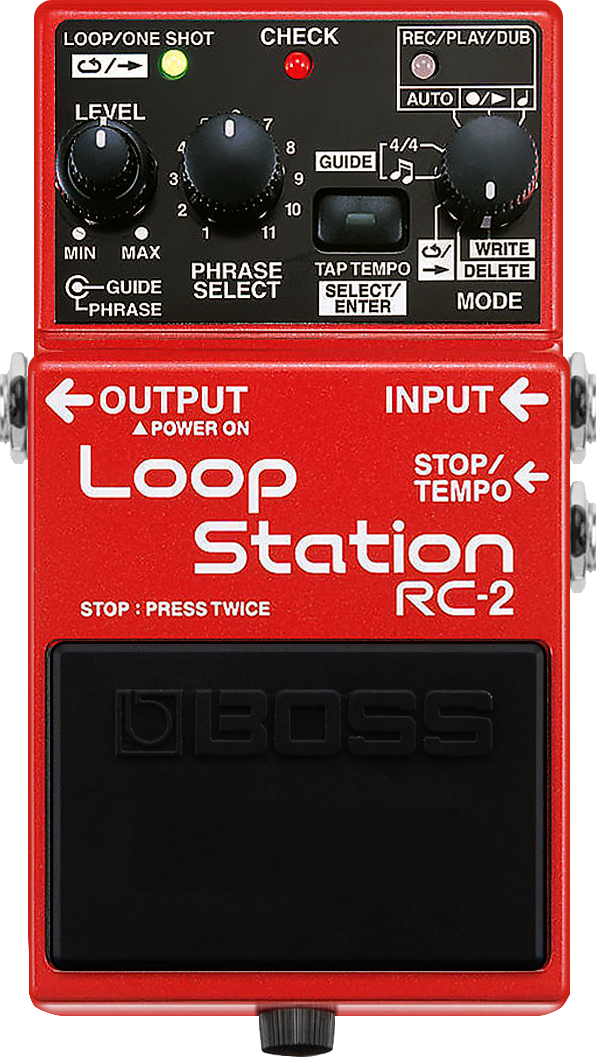 LOOP/ONE SHOT
CHECK
REC/PLAY/DUB
AUTO
LEVEL
4/4
GUIDE
1
2
3
4
7
8
9
10
11
MIN
MAX
GUIDE
PHRASE
PHRASE
SELECT
TAP TEMPO
SELECT/
ENTER
WRITE
DELETE
MODE
OUTPUT
POWER ON
INPUT
STOP/
TEMPO
Loop
Station
RC-2
STOP : PRESS TWICE
BOSS